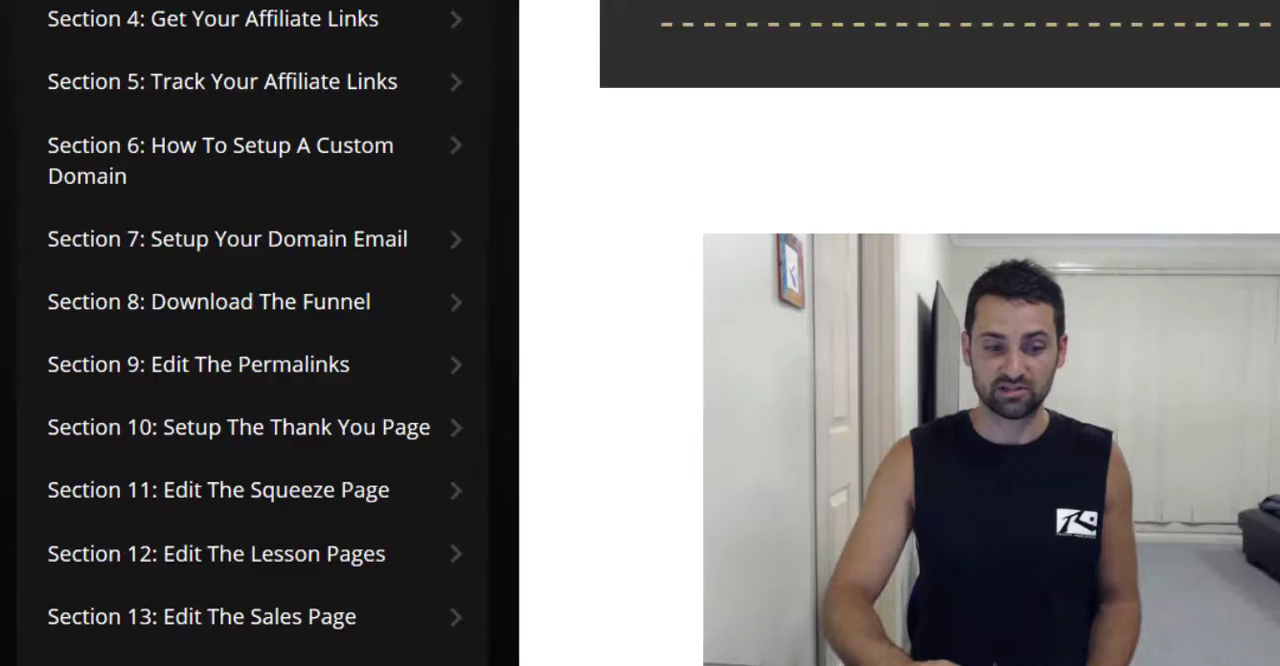 Section 4: Get Your Affiliate Links
Section 5: Track Your Affiliate Links
Section 6: How To Setup A Custom
Domain
Section 7: Setup Your Domain Email
Section 8: Download The Funnel
Section 9: Edit The Permalinks
Section 10: Setup The Thank You Page
Section 11: Edit The Squeeze Page
Section 12: Edit The Lesson Pages
Section 13: Edit The Sales Page